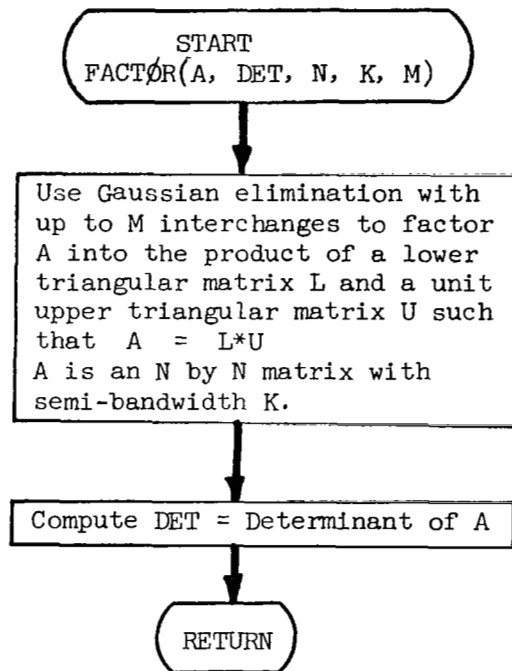 START
FACTØR(A, DET, N, K, M)
Use Gaussian elimination with
up to M interchanges to factor
A into the product of a lower
triangular matrix L and a unit
upper triangular matrix U such
that A = L*U
A is an N by N matrix with
semi-bandwidth K.
Compute DET = Determinant of A
RETURN